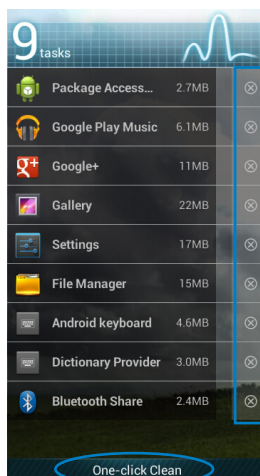 9 tasks
Package Access... 2.7MB
Google Play Music 6.1MB
Google+ 11MB
Gallery 22MB
Settings 17MB
File Manager 15MB
Android keyboard 4.6MB
Dictionary Provider 3.0MB
Bluetooth Share 2.4MB
One-click Clean